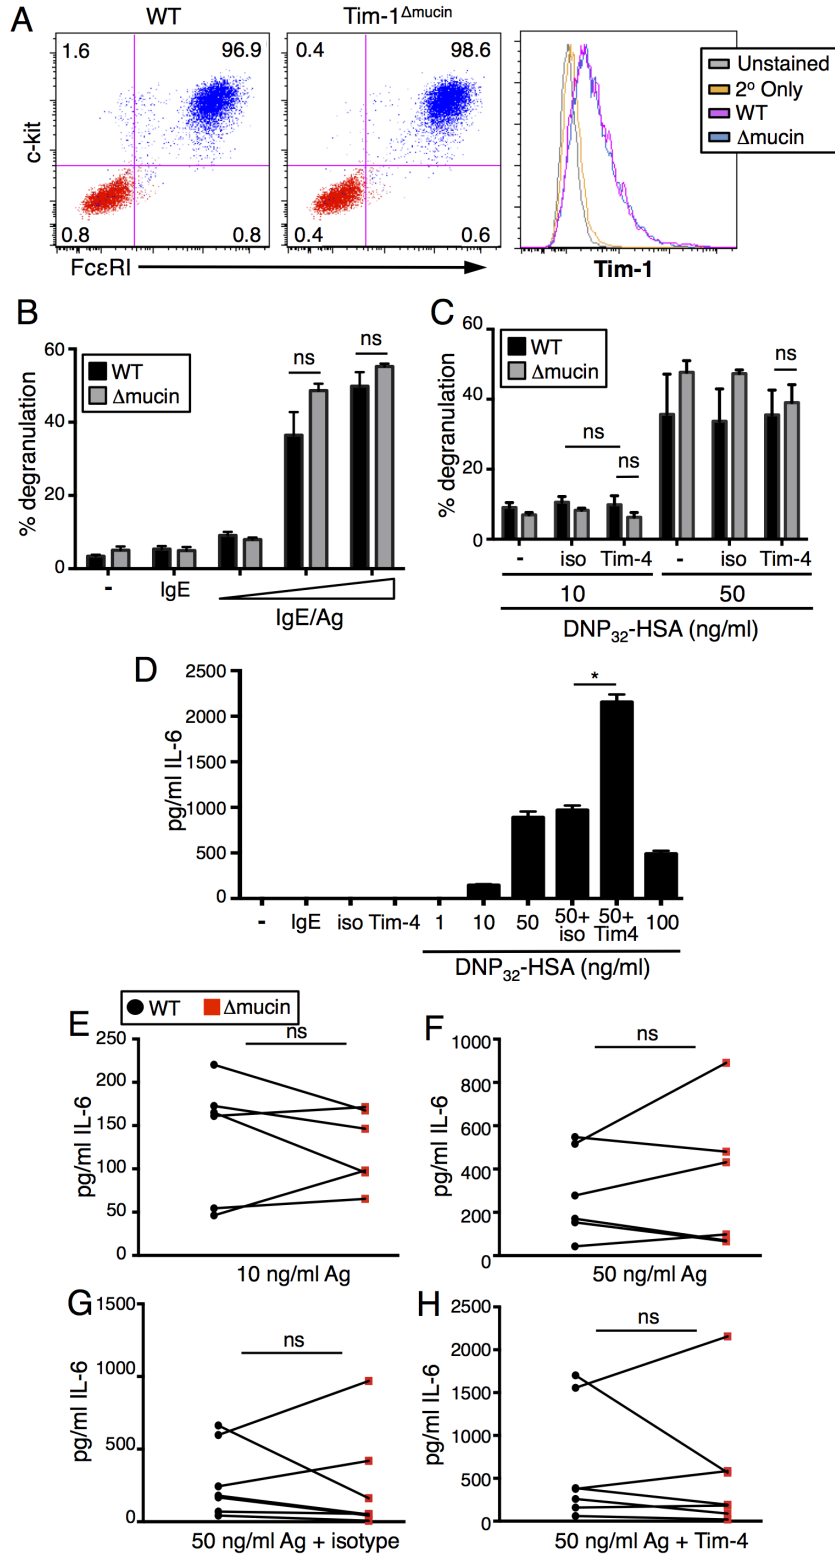 A
WT
Tim-1Δmucin
1.6
96.9
0.4
98.6
c-kit
0.8
0.8
0.4
0.6
FcεRI
Tim-1
Unstained
2º Only
WT
Δmucin
B
% degranulation
60
40
20
0
WT
Δmucin
ns
ns
-
IgE
IgE/Ag
C
% degranulation
60
40
20
0
WT
Δmucin
ns
ns
ns
-
iso
Tim-4
-
iso
Tim-4
10
50
DNP32-HSA (ng/ml)
D
pg/ml IL-6
2500
2000
1500
1000
500
0
*
-
IgE
iso
Tim-4
1
10
50
50+ iso
50+ Tim4
100
DNP32-HSA (ng/ml)
WT
Δmucin
E
pg/ml IL-6
250
200
150
100
50
0
ns
10 ng/ml Ag
F
pg/ml IL-6
1000
800
600
400
200
0
ns
50 ng/ml Ag
G
pg/ml IL-6
1500
1000
500
0
ns
50 ng/ml Ag + isotype
H
pg/ml IL-6
2500
2000
1500
1000
500
0
ns
50 ng/ml Ag + Tim-4